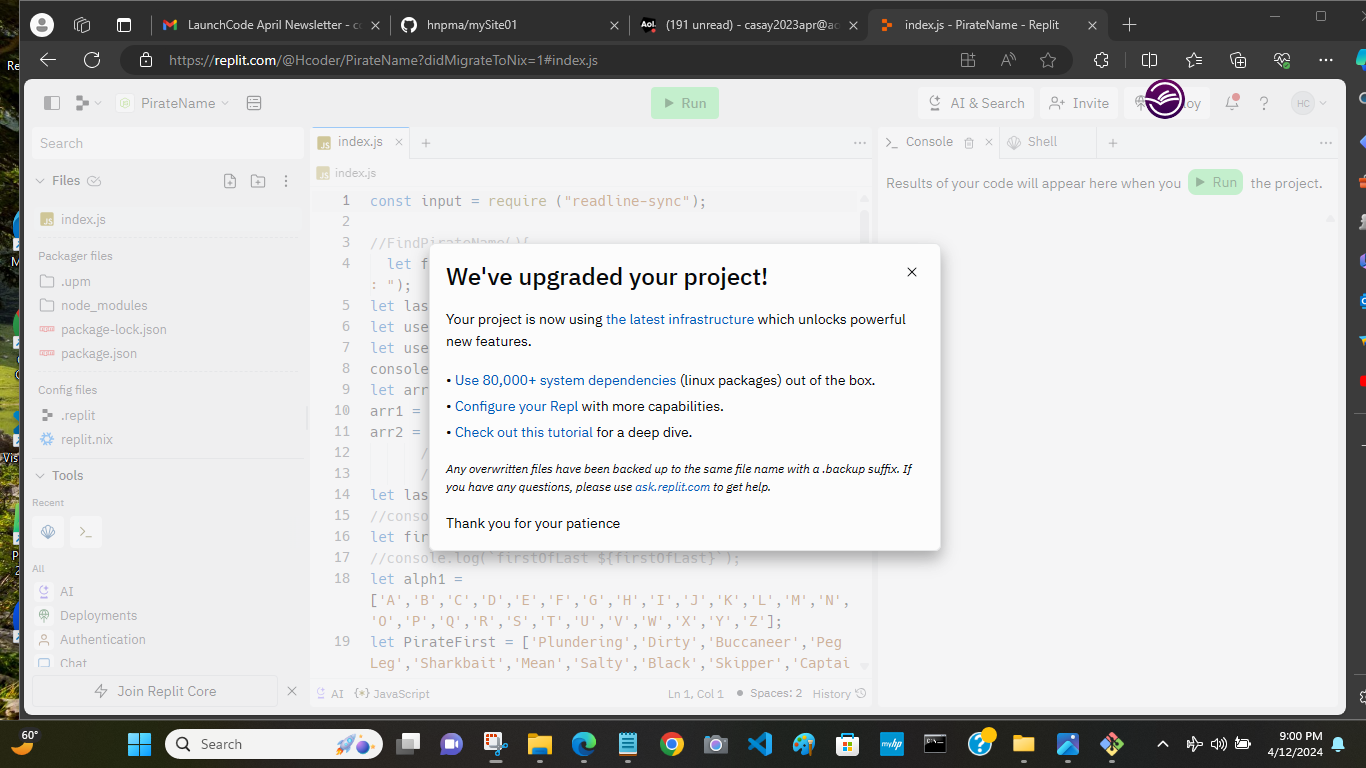 LaunchCode April Newsletter - co
hnpma/mySite01
Aol.
(191 unread) - casay2023apr@ac
index.js - PirateName - Replit
https://replit.com/@Hcoder/PirateName?didMigrateToNix=1#index.js
PirateName
Run
AI & Search
Invite
HC
Search
index.js
Console
Shell
Files
index.js
Results of your code will appear here when you Run the project.
index.js
Packager files
.upm
node_modules
package-lock.json
package.json
Config files
.replit
replit.nix
Tools
Recent
All
AI
Deployments
Authentication
Chat
Join Replit Core
1 const input = require ("readline-sync");
2
3 //FindPirateName(){
4 let f
: ");
5 let las
6 let use
7 let use
8 console
9 let arr
10 arr1 =
11 arr2 =
12 /
13 /
14 let las
15 //conso
16 let fir
17 //console.log(`firstOfLast ${firstOfLast}`);
18 let alph1 =
['A','B','C','D','E','F','G','H','I','J','K','L','M','N',
'O','P','Q','R','S','T','U','V','W','X','Y','Z'];
19 let PirateFirst = ['Plundering','Dirty','Buccaneer','Peg
Leg','Sharkbait','Mean','Salty','Black','Skipper','Captai
We've upgraded your project!
Your project is now using the latest infrastructure which unlocks powerful
new features.
• Use 80,000+ system dependencies (linux packages) out of the box.
• Configure your Repl with more capabilities.
• Check out this tutorial for a deep dive.
Any overwritten files have been backed up to the same file name with a .backup suffix. If
you have any questions, please use ask.replit.com to get help.
Thank you for your patience
AI
JavaScript
Ln 1, Col 1
Spaces: 2
History
60°
Search
myhp
9:00 PM
4/12/2024